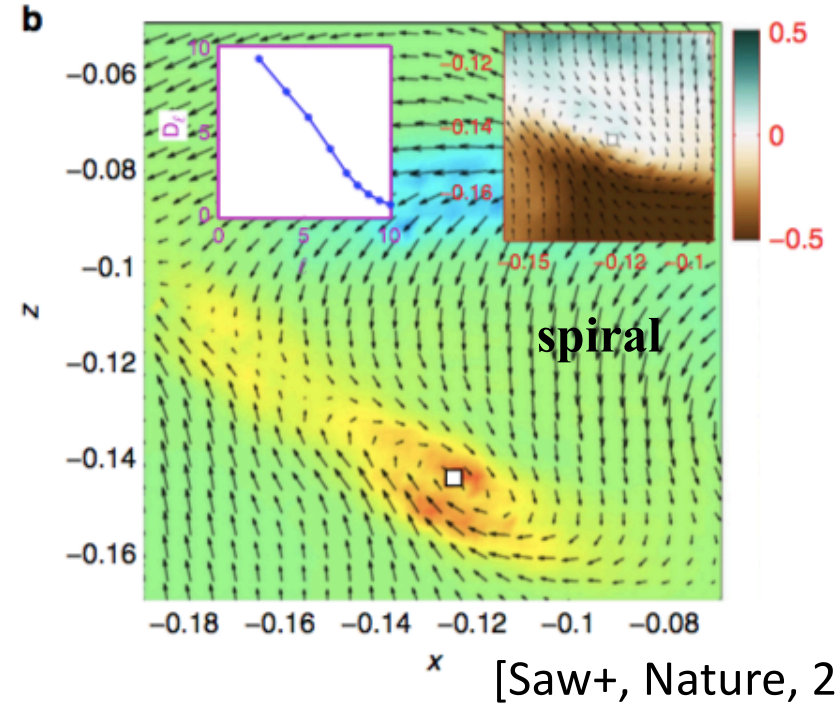 b
0.5
0
−0.5
−0.06
−0.08
−0.1
−0.12
−0.14
−0.16
z
10
5
0
Dℓ
0 5 10
ℓ
−0.12
−0.14
−0.16
−0.15 −0.12 −0.1
spiral
−0.18 −0.16 −0.14 −0.12 −0.1 −0.08
x
[Saw+, Nature, 2